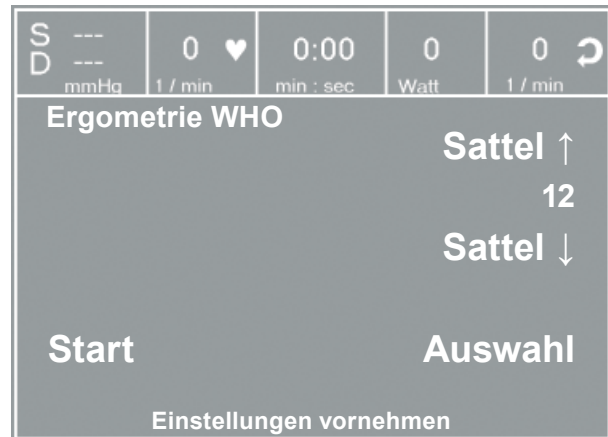 S --- 0 ♥ 0:00 0 0
D ---
mmHg 1 / min min : sec Watt 1 / min
Ergometrie WHO
Sattel ↑
12
Sattel ↓
Start Auswahl
Einstellungen vornehmen